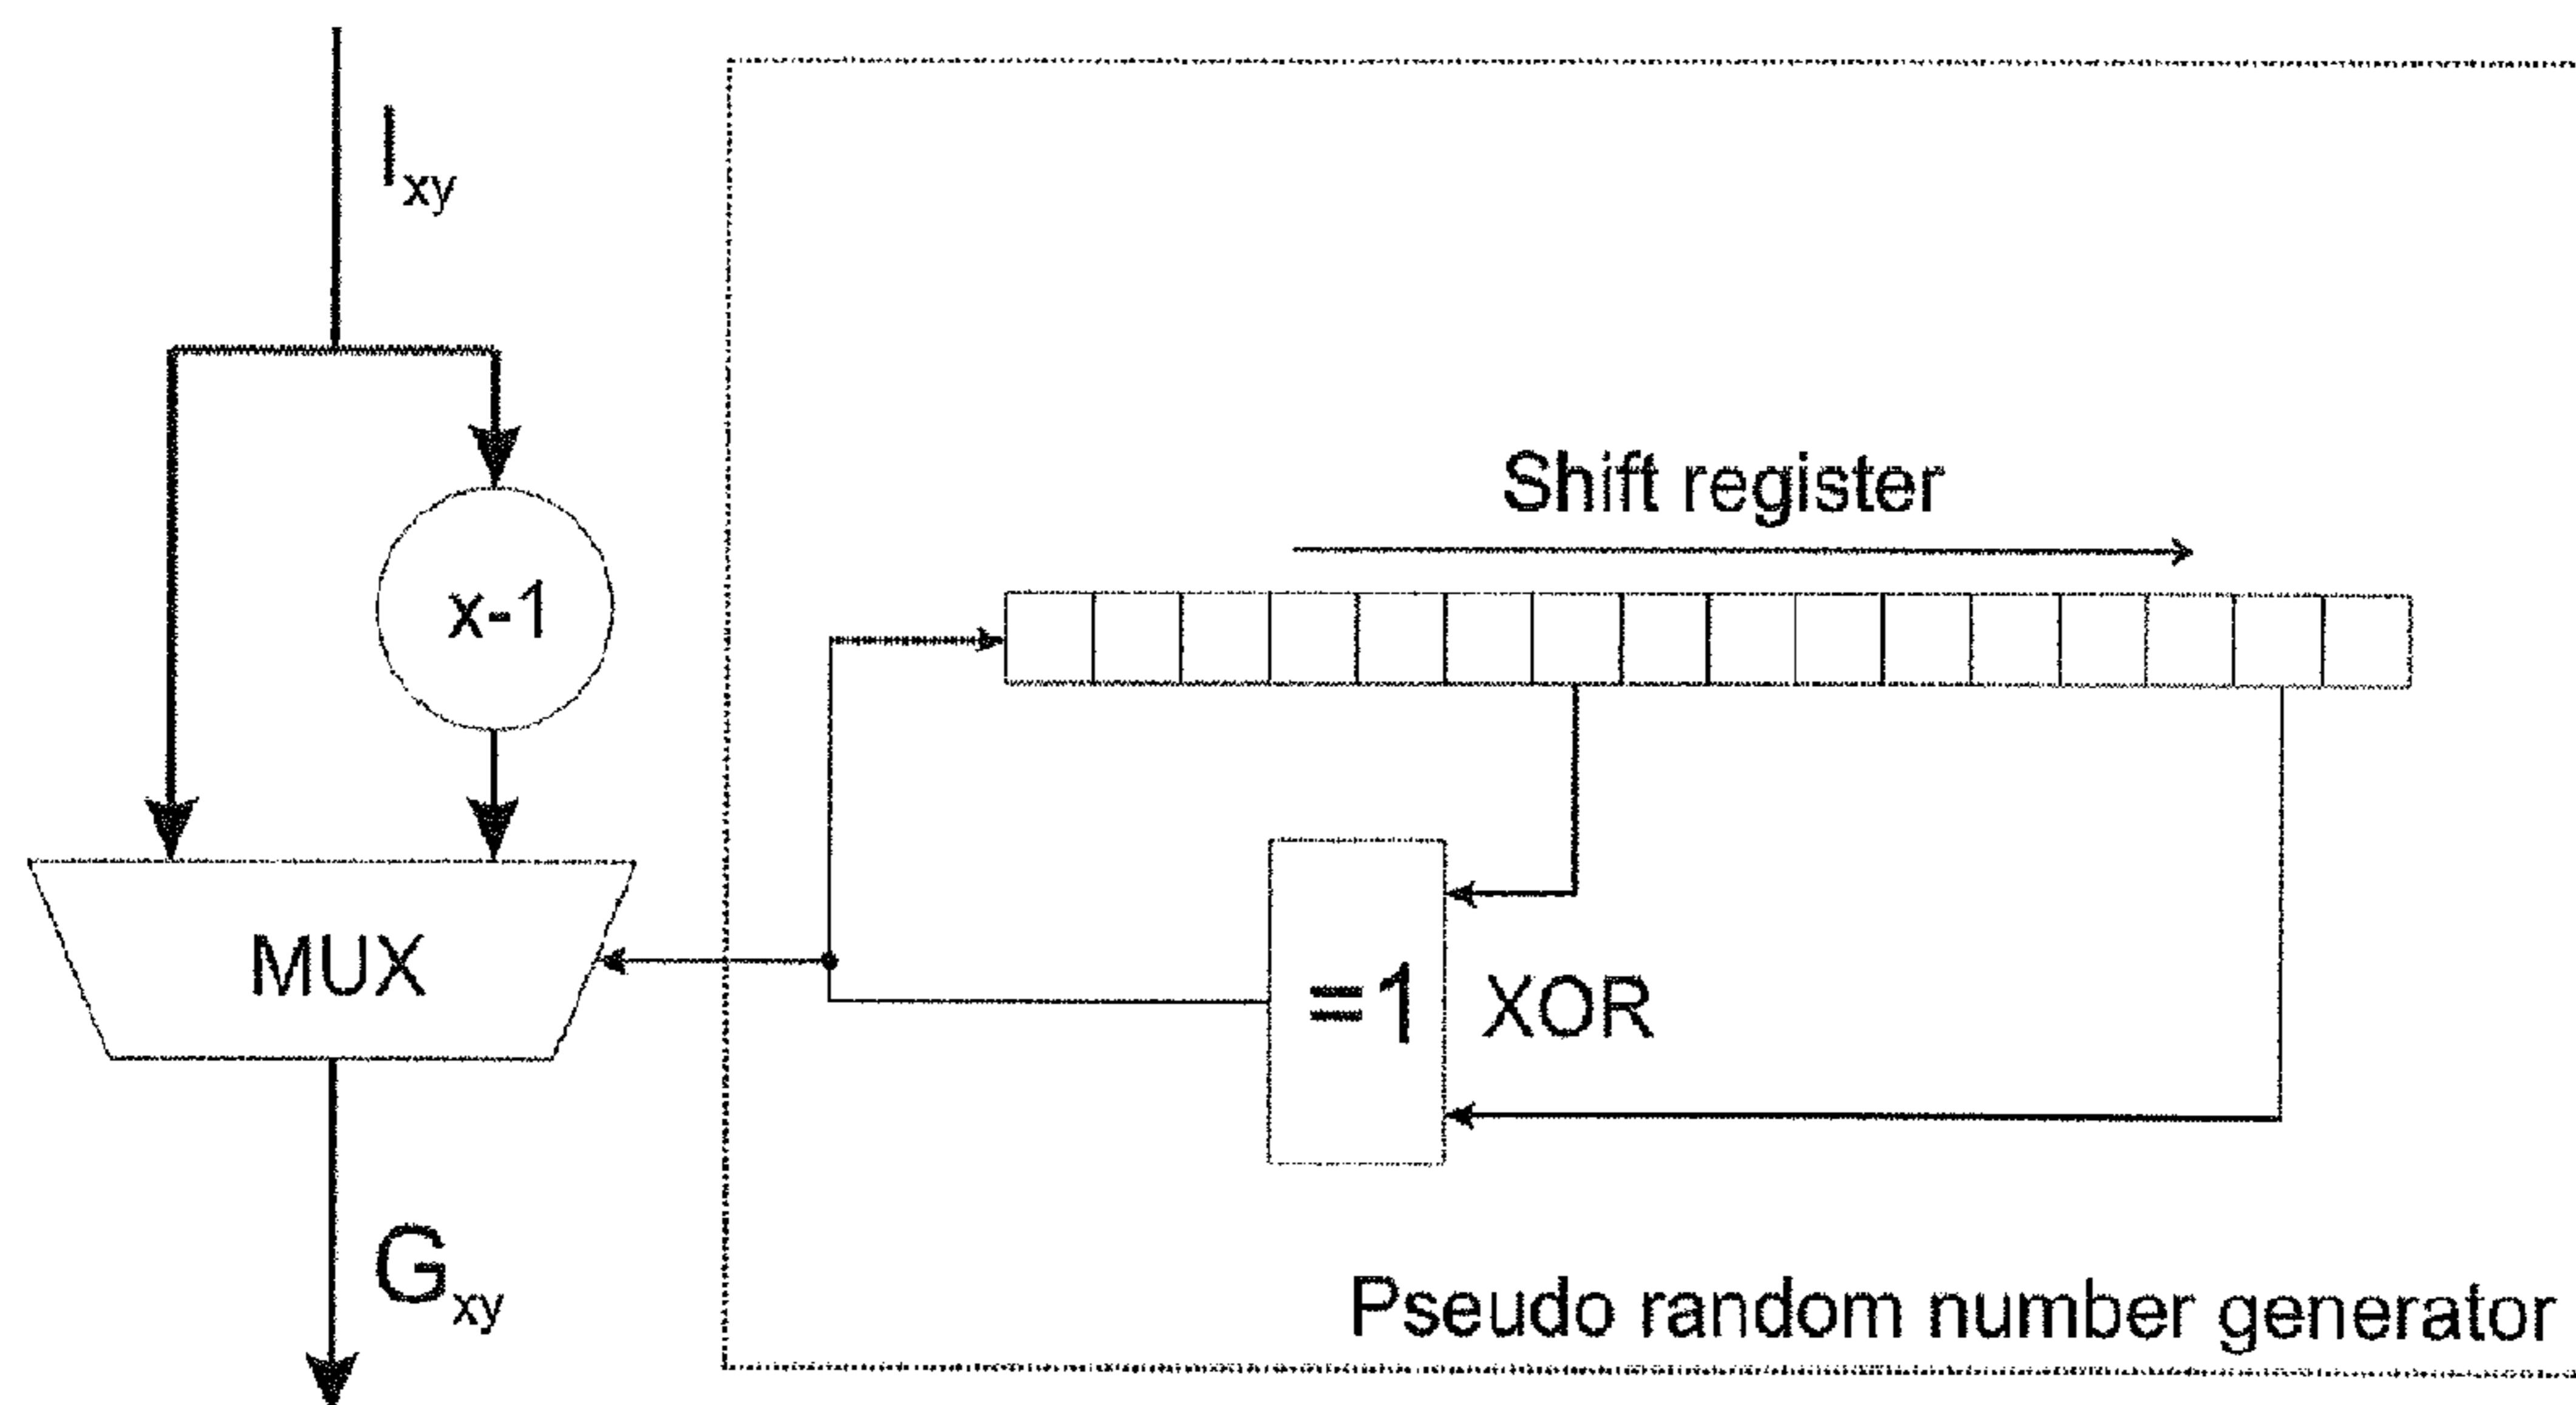 Ixy
Shift register
x-1
MUX
=1
XOR
Gxy
Pseudo random number generator